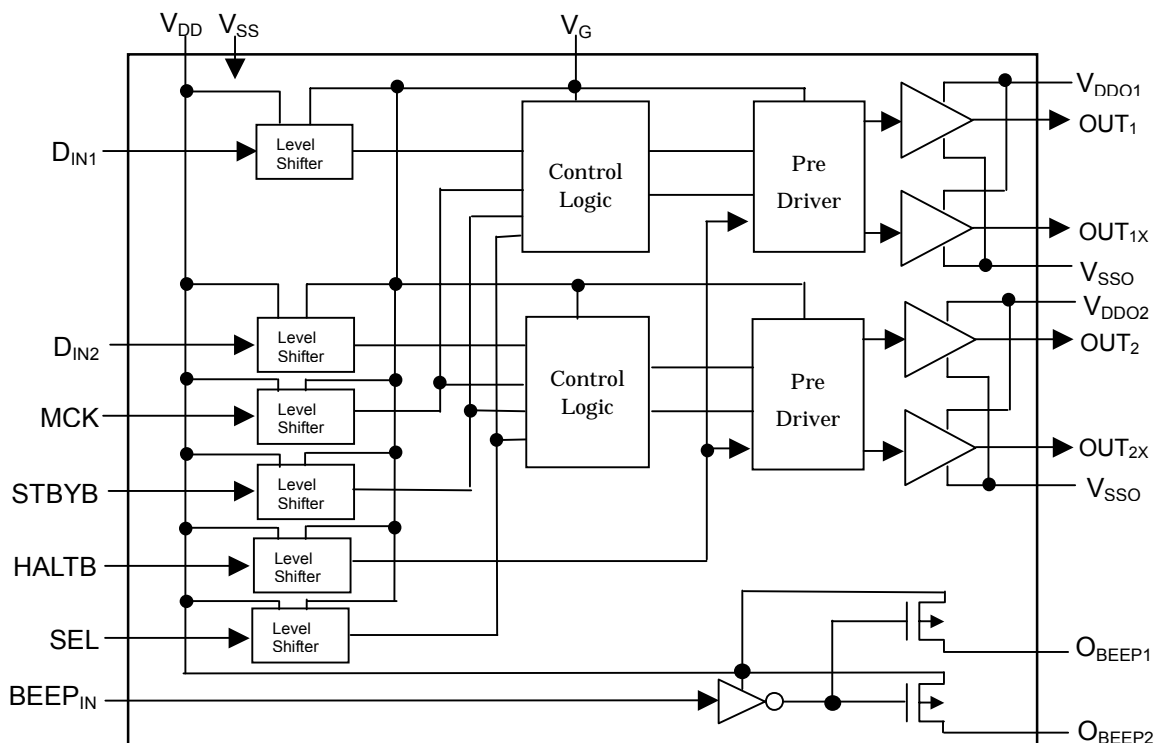 VDD
VSS
VG
VDDO1
DIN1
Level
Shifter
Control
Logic
Pre
Driver
OUT1
OUT1X
VSSO
VDDO2
DIN2
Level
Shifter
Control
Logic
Pre
Driver
OUT2
MCK
Level
Shifter
OUT2X
STBYB
Level
Shifter
VSSO
HALTB
Level
Shifter
SEL
Level
Shifter
OBEEP1
BEEPIN
OBEEP2